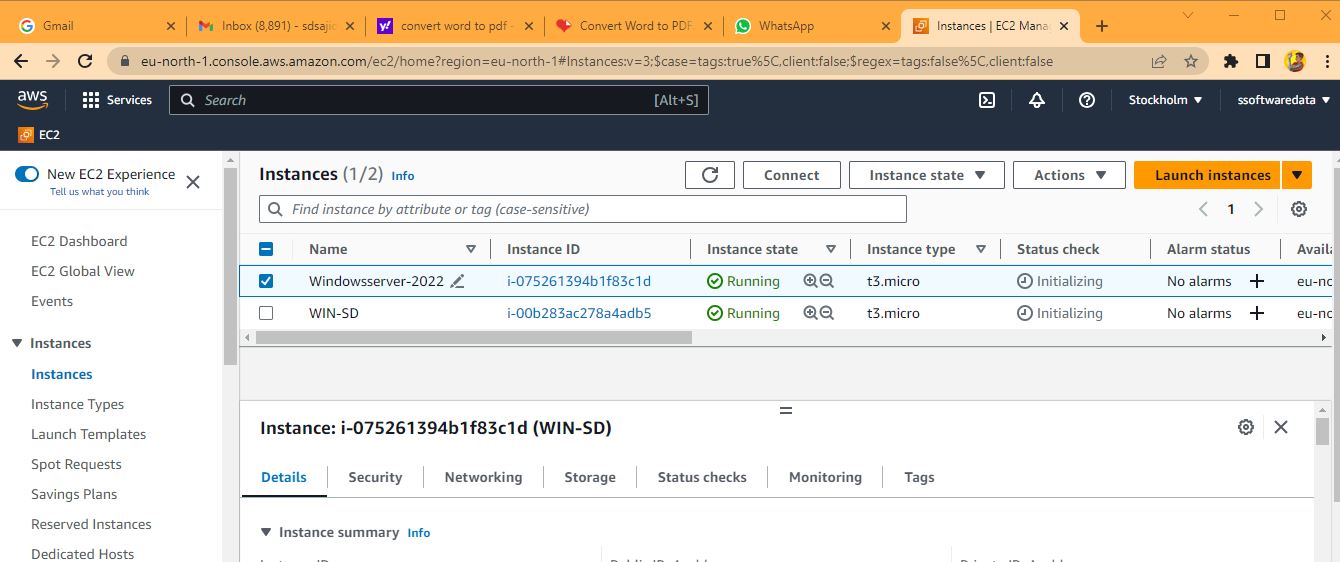 Gmail
Inbox (8,891) - sdsajid
convert word to pdf -
Convert Word to PDF.
WhatsApp
Instances | EC2 Mana
eu-north-1.console.aws.amazon.com/ec2/home?region=eu-north-1#Instances:v=3;$case=tags:true%5C,client:false;$regex=tags:false%5C,client:false
aws
Services
Search
[Alt+S]
Stockholm
ssoftwaredata
EC2
New EC2 Experience
Tell us what you think
EC2 Dashboard
EC2 Global View
Events
Instances
Instances
Instance Types
Launch Templates
Spot Requests
Savings Plans
Reserved Instances
Dedicated Hosts
Instances (1/2) Info
Connect
Instance state
Actions
Launch instances
Find instance by attribute or tag (case-sensitive)
1
Name Instance ID Instance state Instance type Status check Alarm status Availa
Windowsserver-2022 i-075261394b1f83c1d Running t3.micro Initializing No alarms + eu-no
WIN-SD i-00b283ac278a4adb5 Running t3.micro Initializing No alarms + eu-no
Instance: i-075261394b1f83c1d (WIN-SD)
Details Security Networking Storage Status checks Monitoring Tags
Instance summary Info